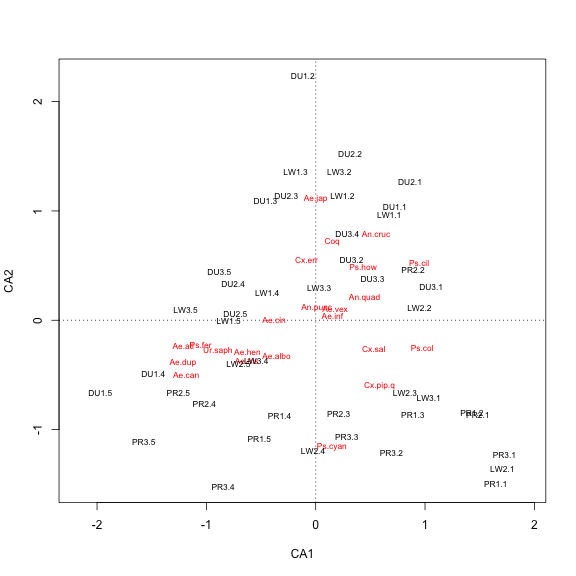 DU1.2
2
DU2.2
LW1.3 LW3.2
DU2.1
DU2.3 LW1.2
DU1.3 Ae.jap
DU1.1
1 LW1.1
DU3.4 An.cruc
Coq
Cx.err DU3.2 Ps.cil
Ps.how PR2.2
DU3.5
DU2.4 DU3.3
LW3.3 DU3.1
LW1.4 An.quad
LW3.5 An.punc Ae.vex LW2.2
DU2.5 Ae.inf
0 LW1.5 Ae.cin
Ae.atl Ps.fer
Ur.saph Ae.hen Cx.sal Ps.col
Ae.albo
Ae.dup LW2.5 LW3.4
DU1.4 Ae.can
Cx.pip.q
DU1.5 PR2.5 LW2.3
LW3.1
PR2.4
PR1.4 PR2.3 PR1.3 PR2.1
PR3.5 PR1.5 PR3.3
-1
LW2.4 Ps.cyan PR3.2 PR3.1
LW2.1
PR3.4 PR1.1
-2 -1 0 1 2
CA1
CA2